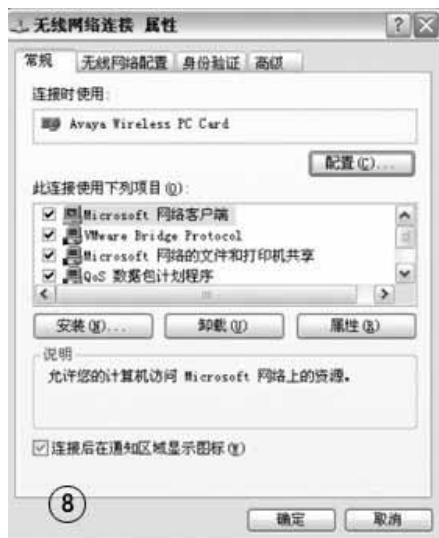 无线网络连接 属性
常规 无线网络配置 身份验证 高级
连接时使用:
Avaya Wireless PC Card
配置(C)...
此连接使用下列项目(O):
Microsoft 网络客户端
VMware Bridge Protocol
Microsoft 网络的文件和打印机共享
QoS 数据包计划程序
安装(N)... 卸载(U) 属性(R)
说明
允许您的计算机访问 Microsoft 网络上的资源。
连接后在通知区域显示图标(W)
8
确定 取消